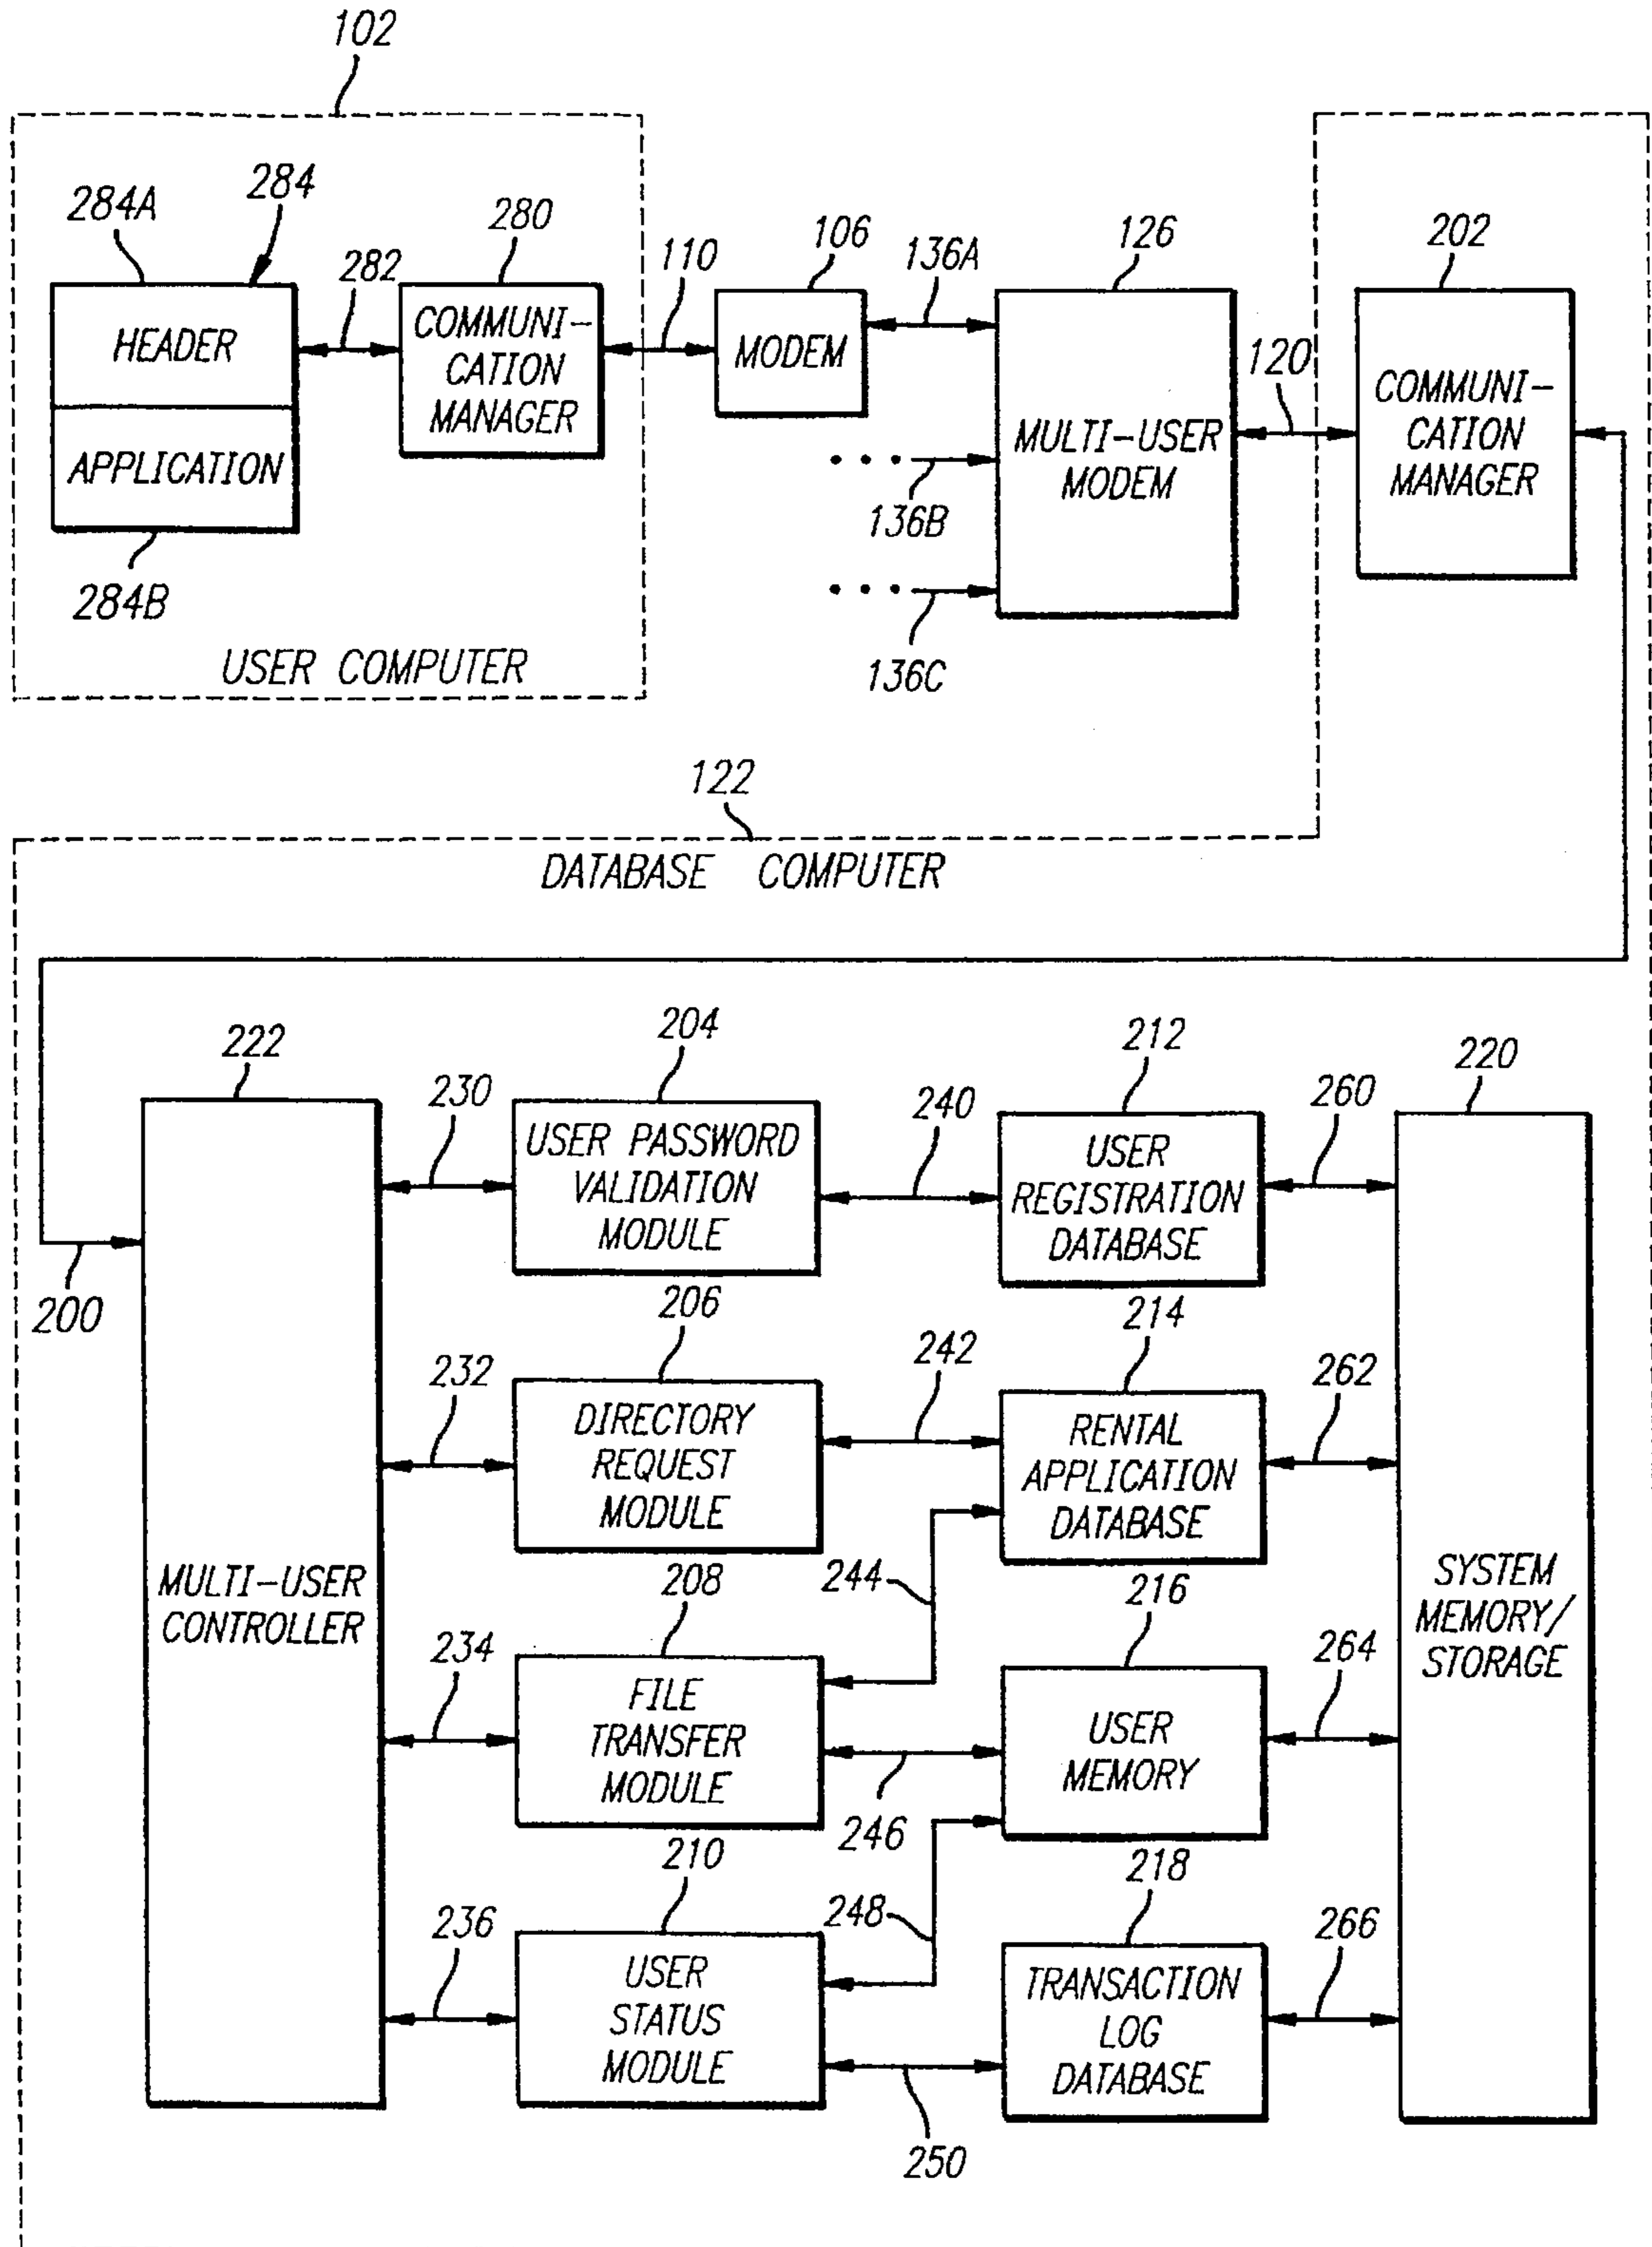 102
284A
284
280
282
HEADER
APPLICATION
284B
COMMUNI-
CATION
MANAGER
USER COMPUTER
110
106
MODEM
136A
136B
136C
126
MULTI-USER
MODEM
120
202
COMMUNI-
CATION
MANAGER
122
DATABASE COMPUTER
200
222
MULTI-USER
CONTROLLER
230
204
USER PASSWORD
VALIDATION
MODULE
240
212
USER
REGISTRATION
DATABASE
260
220
SYSTEM
MEMORY/
STORAGE
232
206
DIRECTORY
REQUEST
MODULE
242
214
RENTAL
APPLICATION
DATABASE
262
244
234
208
FILE
TRANSFER
MODULE
246
216
USER
MEMORY
264
248
236
210
USER
STATUS
MODULE
250
218
TRANSACTION
LOG
DATABASE
266